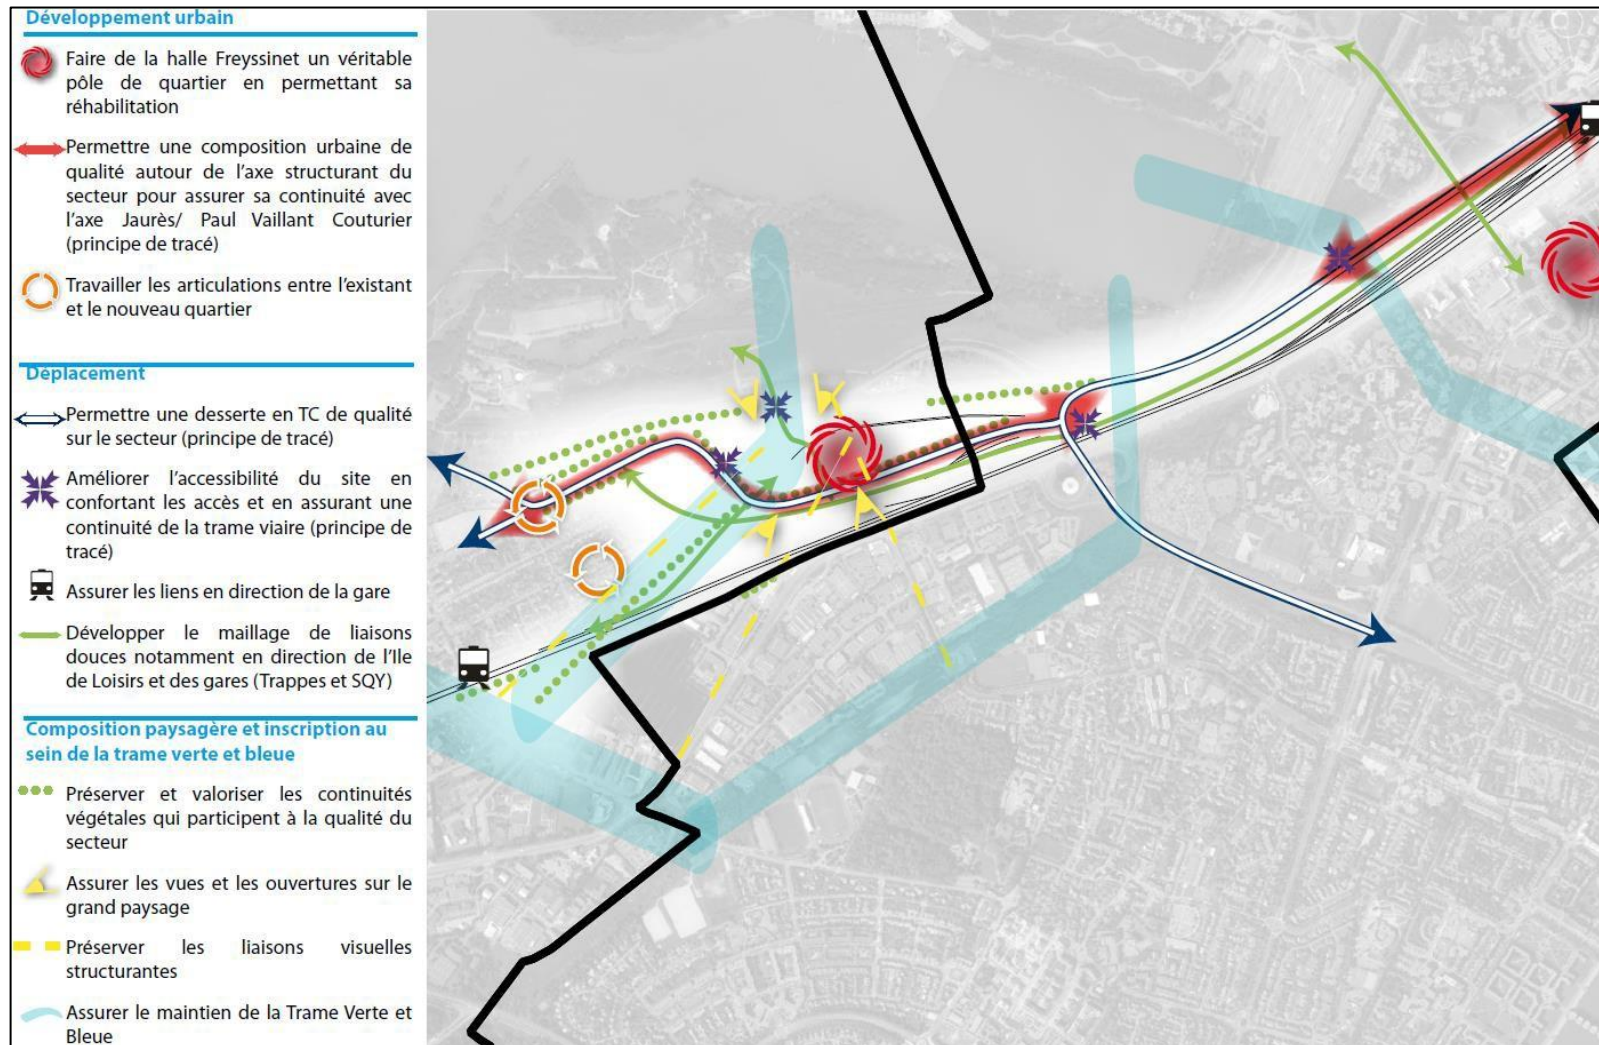 Développement urbain
Faire de la halle Freyssinet un véritable
pôle de quartier en permettant sa
réhabilitation
Permettre une composition urbaine de
qualité autour de l'axe structurant du
secteur pour assurer sa continuité avec
l'axe Jaurès/ Paul Vaillant Couturier
(principe de tracé)
Travailler les articulations entre l'existant
et le nouveau quartier
Déplacement
Permettre une desserte en TC de qualité
sur le secteur (principe de tracé)
Améliorer l'accessibilité du site en
confortant les accès et en assurant une
continuité de la trame viaire (principe de
tracé)
Assurer les liens en direction de la gare
Développer le maillage de liaisons
douces notamment en direction de l'Ile
de Loisirs et des gares (Trappes et SQY)
Composition paysagère et inscription au
sein de la trame verte et bleue
Préserver et valoriser les continuités
végétales qui participent à la qualité du
secteur
Assurer les vues et les ouvertures sur le
grand paysage
Préserver les liaisons visuelles
structurantes
Assurer le maintien de la Trame Verte et
Bleue